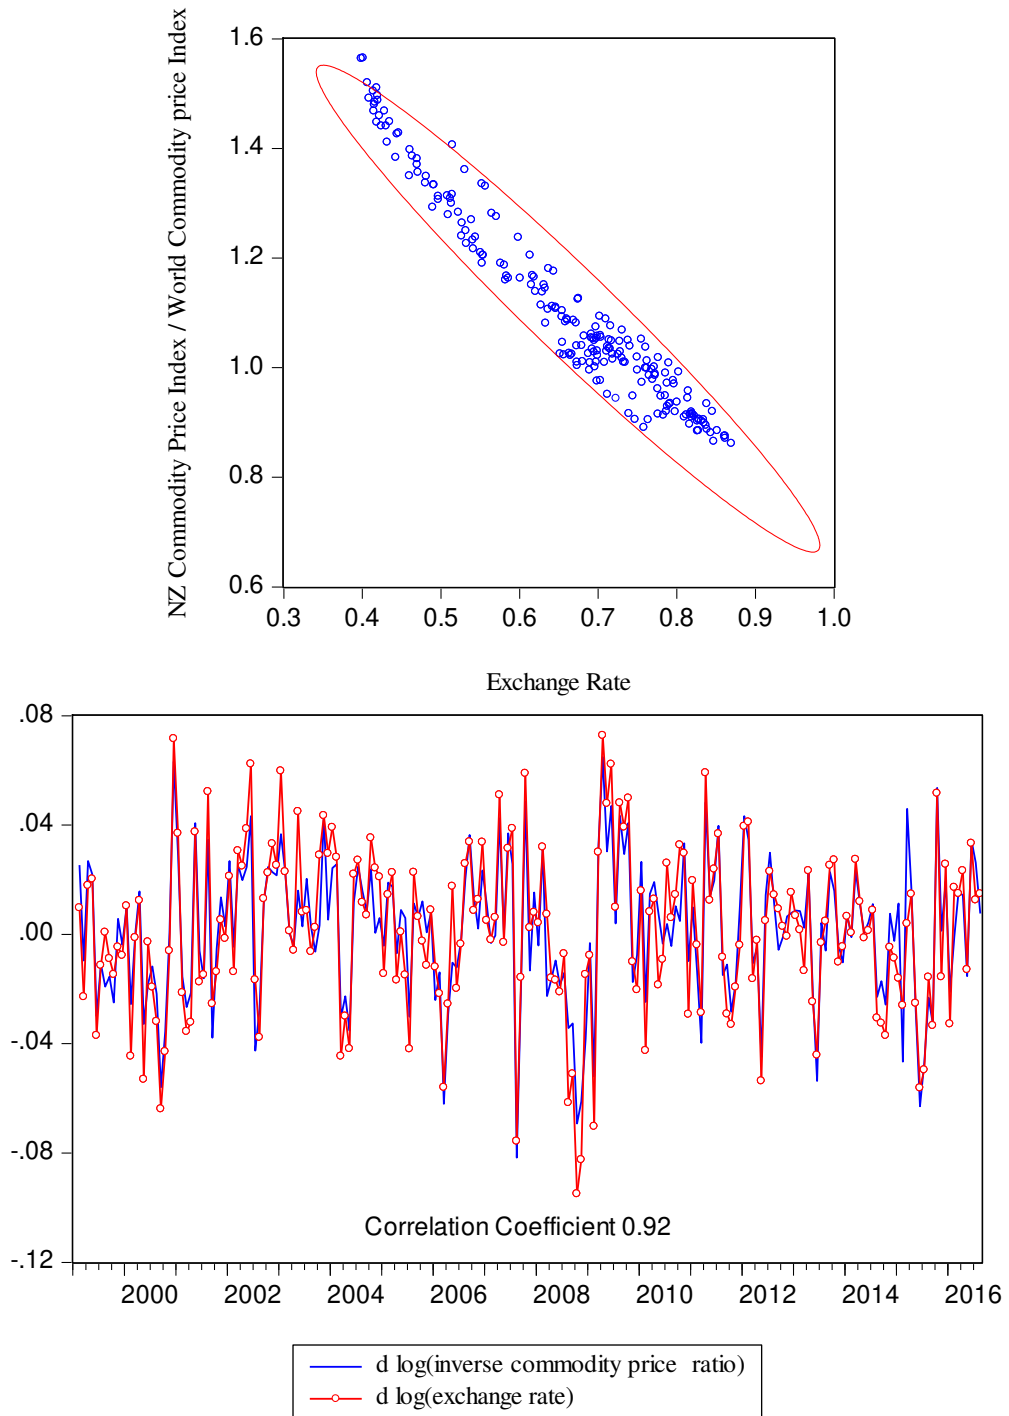 NZ Commodity Price Index / World Commodity price Index
1.6
1.4
1.2
1.0
0.8
0.6
0.3 0.4 0.5 0.6 0.7 0.8 0.9 1.0
Exchange Rate
.08
.04
.00
-.04
-.08
-.12
Correlation Coefficient 0.92
2000 2002 2004 2006 2008 2010 2012 2014 2016
d log(inverse commodity price ratio)
d log(exchange rate)